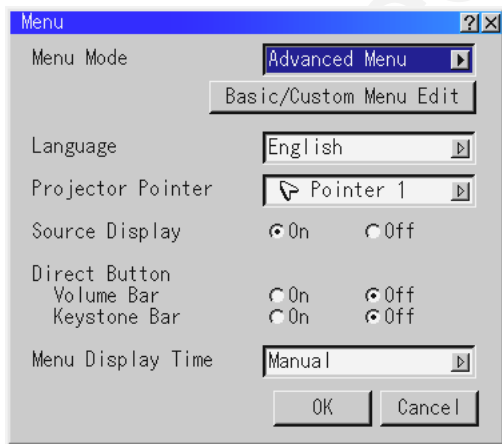 Menu ?
Menu Mode Advanced Menu
Basic/Custom Menu Edit
Language English
Projector Pointer Pointer 1
Source Display On Off
Direct Button
Volume Bar On Off
Keystone Bar On Off
Menu Display Time Manual
OK Cancel